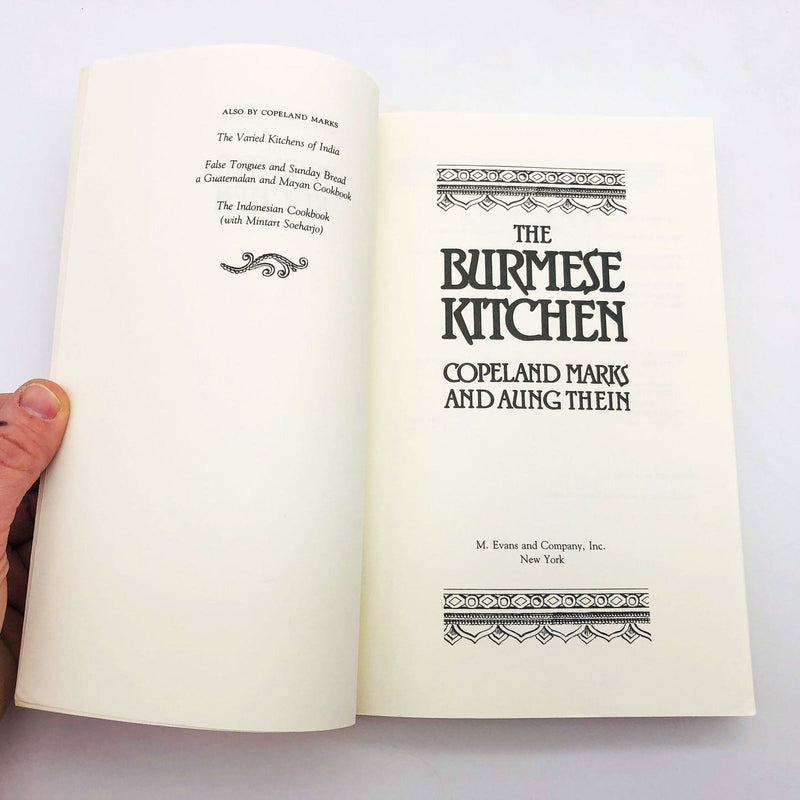 ALSO BY COPELAND MARKS
The Varied Kitchens of India
False Tongues and Sunday Bread
a Guatemalan and Mayan Cookbook
The Indonesian Cookbook
(with Mintart Soeharjo)
THE
BURMESE
KITCHEN
COPELAND MARKS
AND AUNG THEIN
M. Evans and Company, Inc.
New York